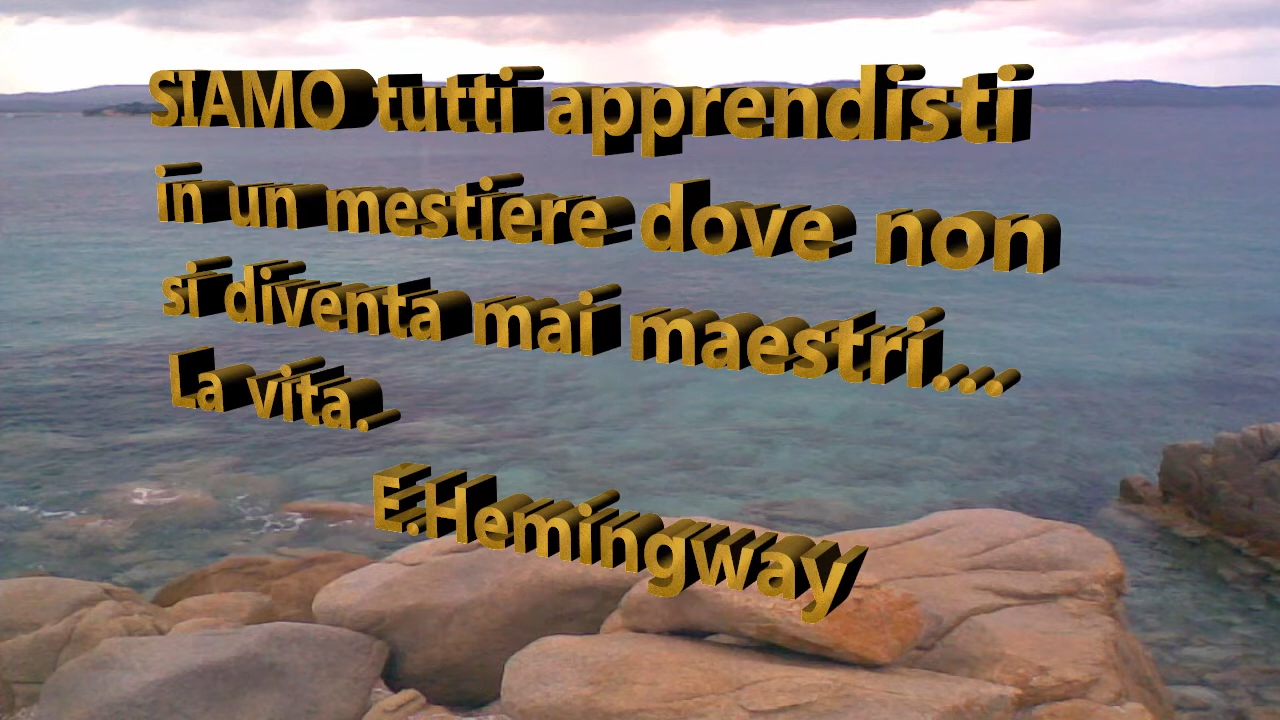 SIAMO tutti apprendisti
in un mestiere dove non
si diventa mai maestri...
La vita.
E.Hemingway